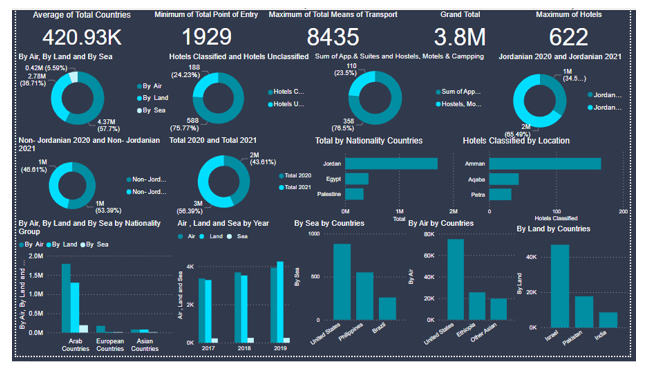 Average of Total Countries
Minimum of Total Point of Entry
Maximum of Total Means of Transport
Grand Total
Maximum of Hotels
420.93K
1929
8435
3.8M
622
By Air, By Land and By Sea
0.42M (5.59%)
2.78M
(36.71%)
4.37M
(57.7%)
By Air
By Land
By Sea
Hotels Classified and Hotels Unclassified
188
(24.23%)
588
(75.77%)
Hotels C...
Hotels U...
Sum of App.& Suites and Hostels, Motels & Campping
110
(23.5%)
358
(76.5%)
Sum of App...
Hostels, Mo...
Jordanian 2020 and Jordanian 2021
1M
(34.5...)
2M
(65.49%)
Jordan...
Jordan...
Non- Jordanian 2020 and Non- Jordanian
2021
1M
(46.61%)
1M
(53.39%)
Non- Jord...
Non- Jord...
Total 2020 and Total 2021
2M
(43.61%)
3M
(56.39%)
Total 2020
Total 2021
Total by Nationality Countries
Jordan
Egypt
Palestine
0M
1M
2M
Total
Hotels Classified by Location
Amman
Aqaba
Petra
0
100
200
Hotels Classified
By Air, By Land and By Sea by Nationality
Group
By Air
By Land
By Sea
By Air, By Land and ...
2.0M
1.5M
1.0M
0.5M
0.0M
Arab
Countries
European
Countries
Asian
Countries
Air , Land and Sea by Year
Air
Land
Sea
Air , Land and Sea
4K
2K
0K
2017
2018
2019
By Sea by Countries
By Sea
1000
500
0
United States
Philippines
Brazil
By Air by Countries
By Air
80K
60K
40K
20K
0K
United States
Ethiopia
Other Asian
By Land by Countries
By Land
40K
20K
0K
Israel
Pakistan
India